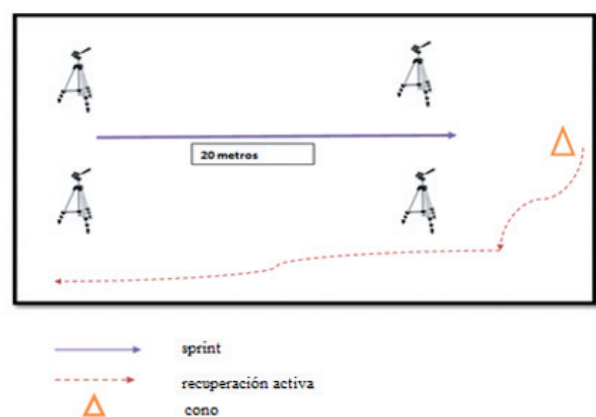 20 metros
sprint
recuperación activa
cono